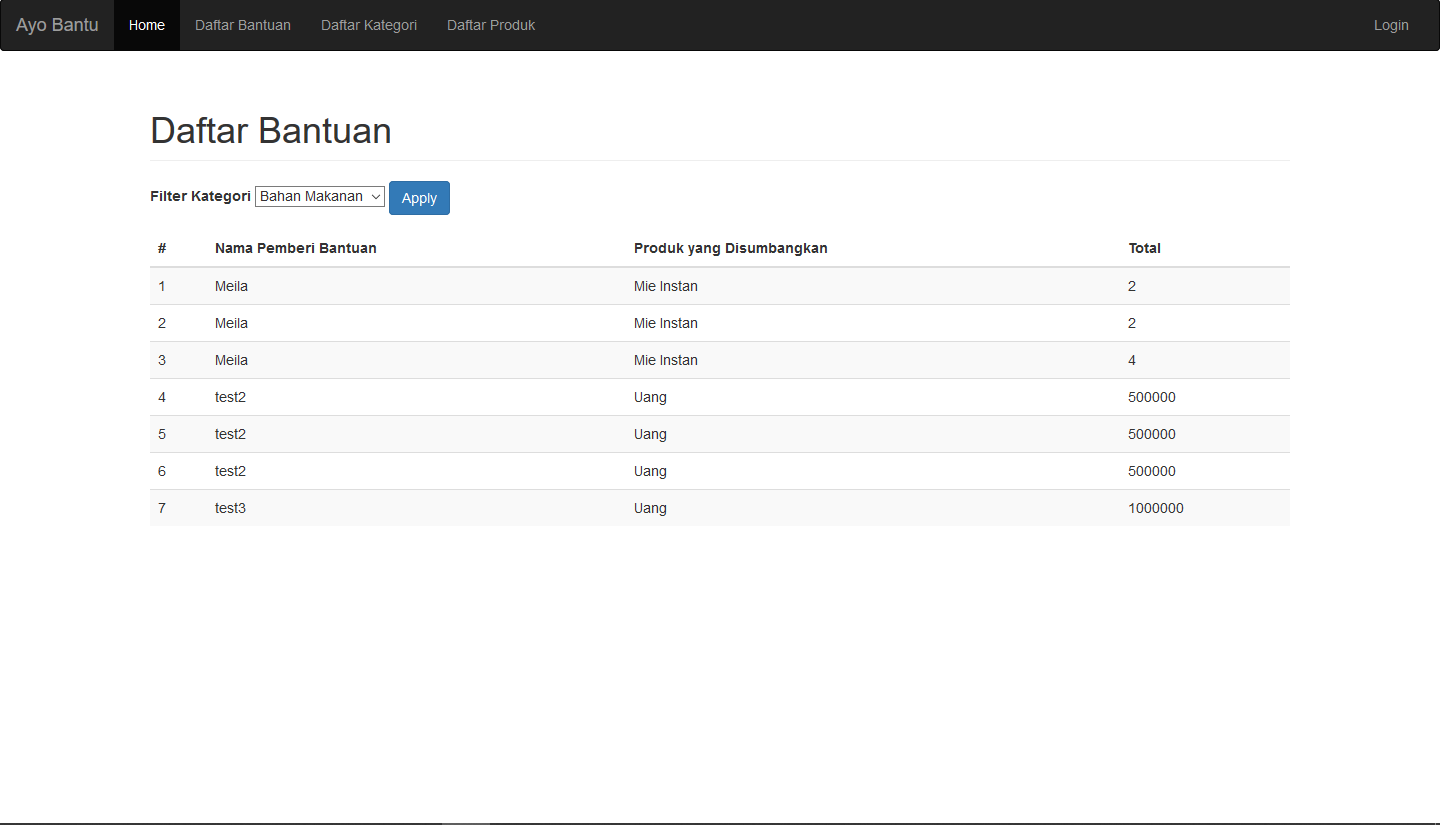 Ayo Bantu Home Daftar Bantuan Daftar Kategori Daftar Produk Login
Daftar Bantuan
Filter Kategori Bahan Makanan Apply
# Nama Pemberi Bantuan Produk yang Disumbangkan Total
1 Meila Mie Instan 2
2 Meila Mie Instan 2
3 Meila Mie Instan 4
4 test2 Uang 500000
5 test2 Uang 500000
6 test2 Uang 500000
7 test3 Uang 1000000